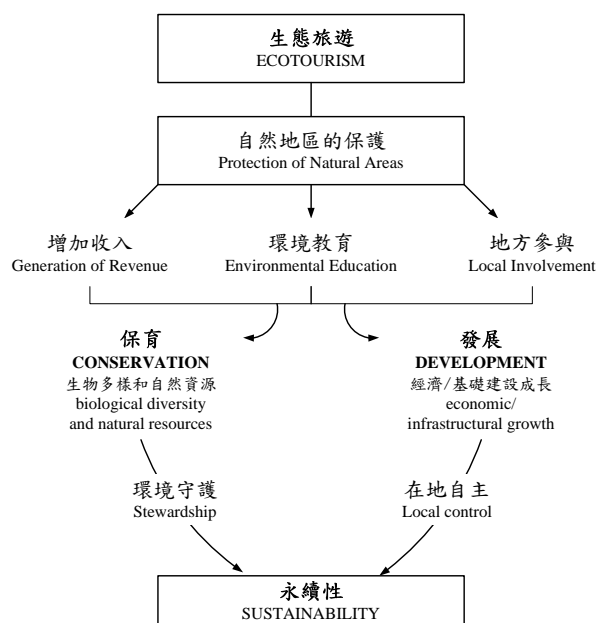 生態旅遊
ECOTOURISM
自然地區的保護
Protection of Natural Areas
增加收入
Generation of Revenue
環境教育
Environmental Education
地方參與
Local Involvement
保育
CONSERVATION
生物多樣和自然資源
biological diversity
and natural resources
發展
DEVELOPMENT
經濟/基礎建設成長
economic/
infrastructural growth
環境守護
Stewardship
在地自主
Local control
永續性
SUSTAINABILITY